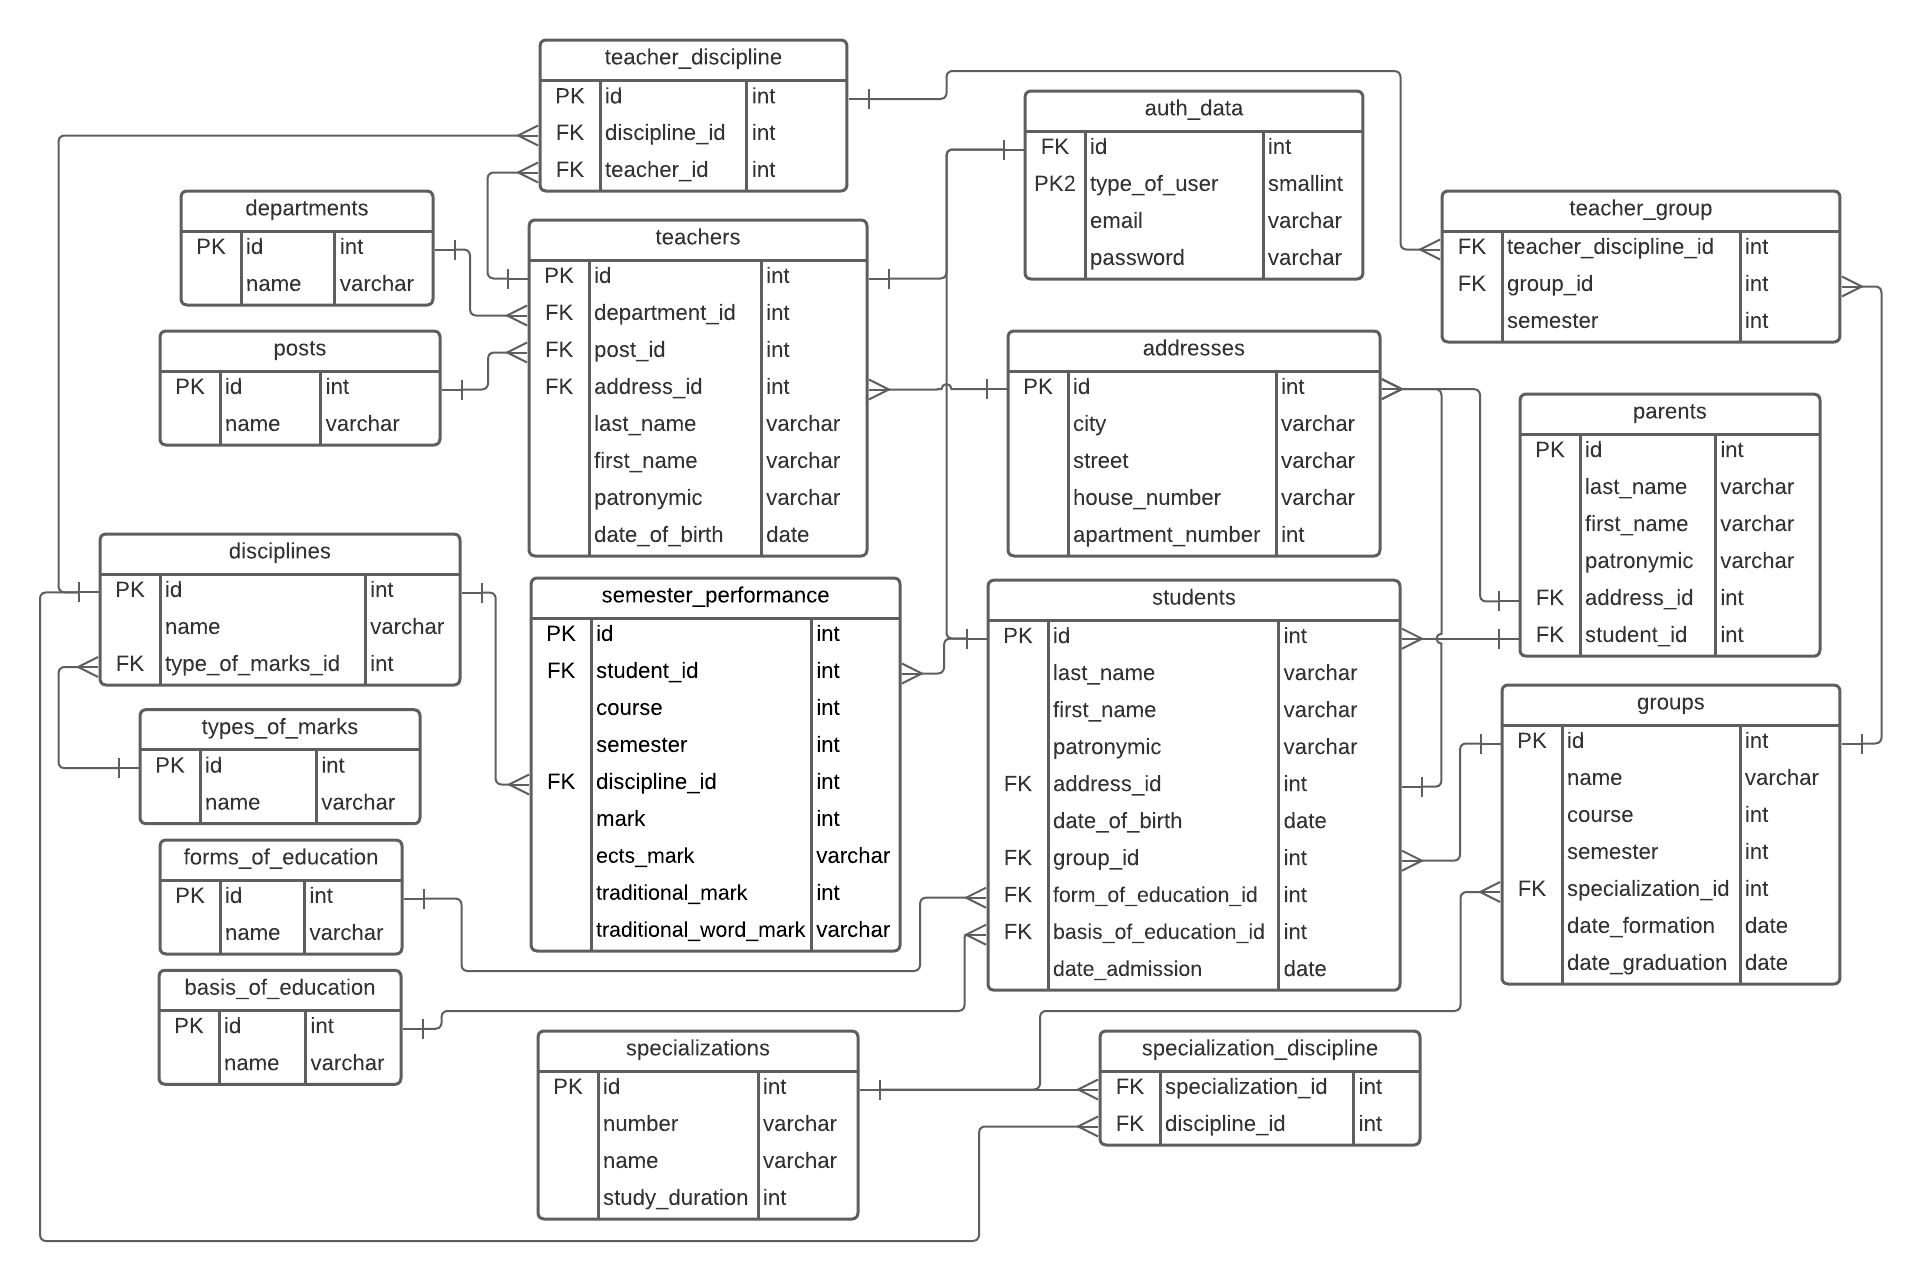 teacher_discipline
PK id int
FK discipline_id int
FK teacher_id int
auth_data
FK id int
PK2 type_of_user smallint
email varchar
password varchar
departments
PK id int
name varchar
teachers
PK id int
FK department_id int
FK post_id int
FK address_id int
last_name varchar
first_name varchar
patronymic varchar
date_of_birth date
teacher_group
FK teacher_discipline_id int
FK group_id int
semester int
posts
PK id int
name varchar
addresses
PK id int
city varchar
street varchar
house_number varchar
apartment_number int
parents
PK id int
last_name varchar
first_name varchar
patronymic varchar
FK address_id int
FK student_id int
disciplines
PK id int
name varchar
FK type_of_marks_id int
semester_performance
PK id int
FK student_id int
course int
semester int
FK discipline_id int
mark int
ects_mark varchar
traditional_mark int
traditional_word_mark varchar
students
PK id int
last_name varchar
first_name varchar
patronymic varchar
FK address_id int
date_of_birth date
FK group_id int
FK form_of_education_id int
FK basis_of_education_id int
date_admission date
groups
PK id int
name varchar
course int
semester int
FK specialization_id int
date_formation date
date_graduation date
types_of_marks
PK id int
name varchar
forms_of_education
PK id int
name varchar
basis_of_education
PK id int
name varchar
specializations
PK id int
number varchar
name varchar
study_duration int
specialization_discipline
FK specialization_id int
FK discipline_id int